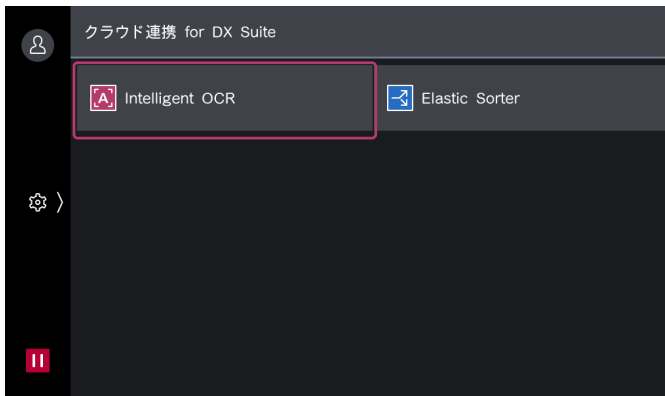 クラウド連携 for DX Suite
[A] Intelligent OCR
Elastic Sorter